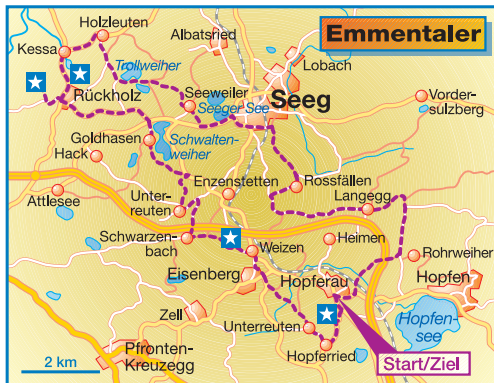 Emmentaler
Holzleuten
Kessa
Albatsried
Lobach
Trollweiher
Rückholz
Seeweiler
Seeger See
Seeg
Vorder-
sulzberg
Goldhasen
Hack
Schwalten-
weiher
Enzenstetten
Rossfällen
Langegg
Attlesee
Unter-
reuten
Schwarzen-
bach
Weizen
Heimen
Rohrweiher
Eisenberg
Hopferau
Hopfen
Zell
Unterreuten
Hopfen-
see
Pfronten-
Kreuzegg
Hopferried
Start/Ziel
2 km